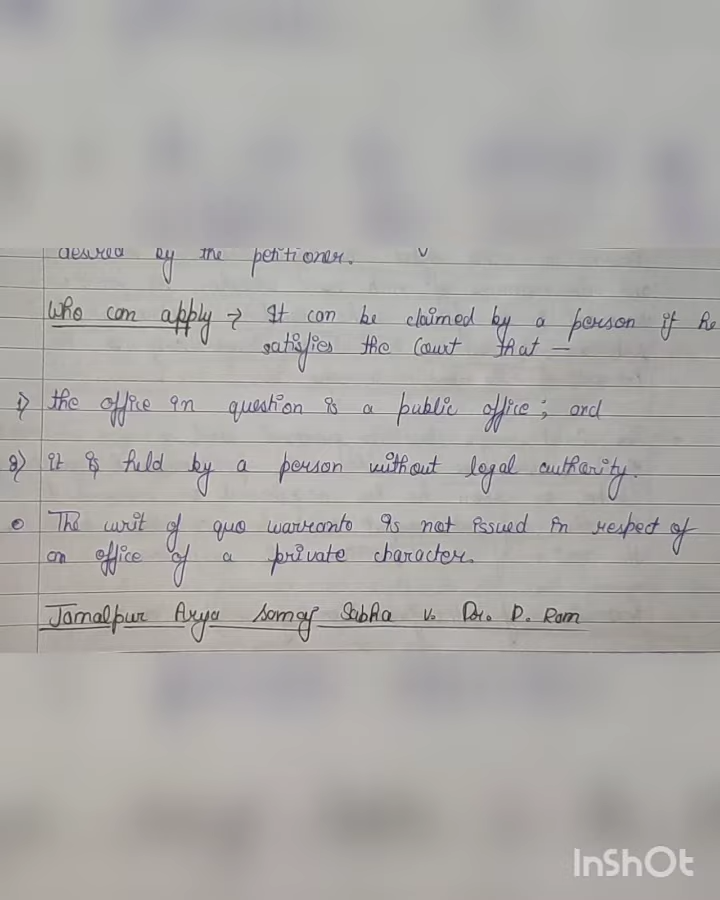 desired by the petitioner.
Who can apply → It can be claimed by a person if he
satisfies the Court that —
1) the office in question is a public office; and
2) it is held by a person without legal authority.
The writ of quo warranto is not issued in respect of
an office of a private character.
Jamalpur Arya Samaj Sabha v. Dr. D. Ram
InShOt